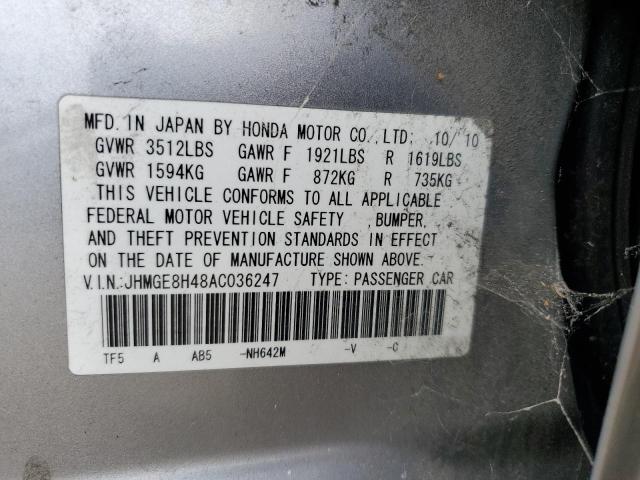 MFD. IN JAPAN BY HONDA MOTOR CO.,LTD; 10/10
GVWR 3512LBS GAWR F 1921LBS R 1619LBS
GVWR 1594KG GAWR F 872KG R 735KG
THIS VEHICLE CONFORMS TO ALL APPLICABLE
FEDERAL MOTOR VEHICLE SAFETY ,BUMPER,
AND THEFT PREVENTION STANDARDS IN EFFECT
ON THE DATE OF MANUFACTURE SHOWN ABOVE.
V.I.N.:JHMGE8H48AC036247 TYPE: PASSENGER CAR
TF5 A AB5 -NH642M -V -C